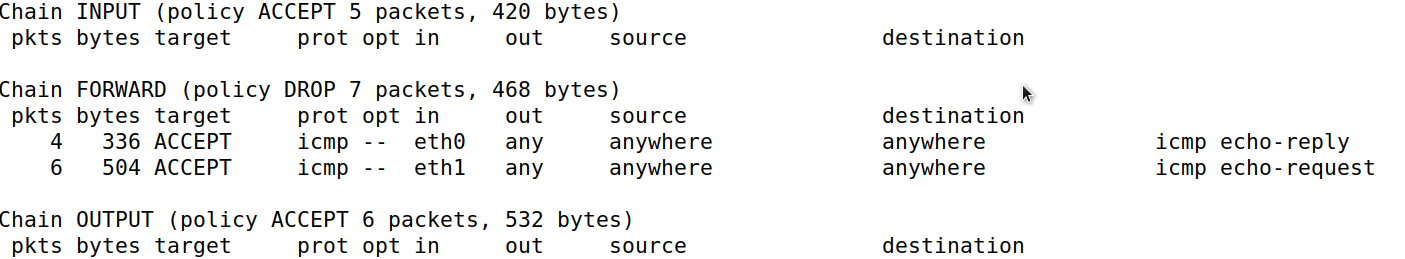 Chain INPUT (policy ACCEPT 5 packets, 420 bytes)
 pkts bytes target     prot opt in     out     source               destination

Chain FORWARD (policy DROP 7 packets, 468 bytes)
 pkts bytes target     prot opt in     out     source               destination
    4   336 ACCEPT     icmp --  eth0   any     anywhere             anywhere             icmp echo-reply
    6   504 ACCEPT     icmp --  eth1   any     anywhere             anywhere             icmp echo-request

Chain OUTPUT (policy ACCEPT 6 packets, 532 bytes)
 pkts bytes target     prot opt in     out     source               destination